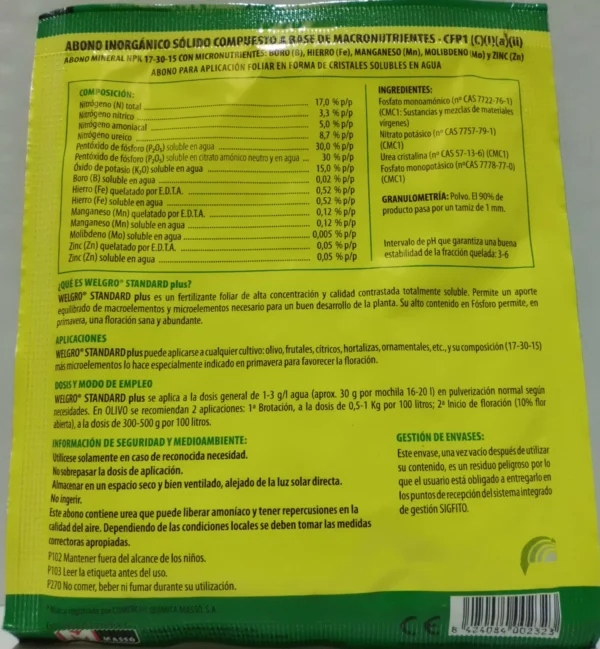 ABONO INORGÁNICO SÓLIDO COMPUESTO A BASE DE MACRONUTRIENTES - CFP1 (C)(I)(a)(ii)
ABONO MINERAL NPK 17-30-15 CON MICRONUTRIENTES: BORO (B), HIERRO (Fe), MANGANESO (Mn), MOLIBDENO (Mo) y ZINC (Zn)
ABONO PARA APLICACIÓN FOLIAR EN FORMA DE CRISTALES SOLUBLES EN AGUA
COMPOSICIÓN:
Nitrógeno (N) total 17,0 % p/p
Nitrógeno nítrico 3,3 % p/p
Nitrógeno amoniacal 5,0 % p/p
Nitrógeno ureico 8,7 % p/p
Pentóxido de fósforo (P₂O₅) soluble en agua 30,0 % p/p
Pentóxido de fósforo (P₂O₅) soluble en citrato amónico neutro y en agua 30 % p/p
Óxido de potasio (K₂O) soluble en agua 15,0 % p/p
Boro (B) soluble en agua 0,02 % p/p
Hierro (Fe) quelatado por E.D.T.A. 0,52 % p/p
Hierro (Fe) soluble en agua 0,52 % p/p
Manganeso (Mn) quelatado por E.D.T.A. 0,12 % p/p
Manganeso (Mn) soluble en agua 0,12 % p/p
Molibdeno (Mo) soluble en agua 0,005 % p/p
Zinc (Zn) quelatado por E.D.T.A. 0,05 % p/p
Zinc (Zn) soluble en agua 0,05 % p/p
INGREDIENTES:
Fosfato monoamónico (nº CAS 7722-76-1)
(CMC1: Sustancias y mezclas de materiales
vírgenes)
Nitrato potásico (nº CAS 7757-79-1)
(CMC1)
Urea cristalina (nº CAS 57-13-6) (CMC1)
Fosfato monopotásico (nºCAS 7778-77-0)
(CMC1)
GRANULOMETRÍA: Polvo. El 90% de
producto pasa por un tamiz de 1 mm.
Intervalo de pH que garantiza una buena
estabilidad de la fracción quelada: 3-6
¿QUÉ ES WELGRO® STANDARD plus?
WELGRO® STANDARD plus es un fertilizante foliar de alta concentración y calidad contrastada totalmente soluble. Permite un aporte
equilibrado de macroelementos y microelementos necesario para un buen desarrollo de la planta. Su alto contenido en Fósforo permite, en
primavera, una floración sana y abundante.
APLICACIONES
WELGRO® STANDARD plus puede aplicarse a cualquier cultivo: olivo, frutales, cítricos, hortalizas, ornamentales, etc., y su composición (17-30-15)
más microelementos lo hace especialmente indicado en primavera para favorecer la floración.
DOSIS Y MODO DE EMPLEO
WELGRO® STANDARD plus se aplica a la dosis general de 1-3 g/l agua (aprox. 30 g por mochila 16-20 l) en pulverización normal según
necesidades. En OLIVO se recomiendan 2 aplicaciones: 1ª Brotación, a la dosis de 0,5-1 Kg por 100 litros; 2ª Inicio de floración (10% flor
abierta), a la dosis de 300-500 g por 100 litros.
INFORMACIÓN DE SEGURIDAD Y MEDIOAMBIENTE:
Utilícese solamente en caso de reconocida necesidad.
No sobrepasar la dosis de aplicación.
Almacenar en un espacio seco y bien ventilado, alejado de la luz solar directa.
No ingerir.
Este abono contiene urea que puede liberar amoníaco y tener repercusiones en la
calidad del aire. Dependiendo de las condiciones locales se deben tomar las medidas
correctoras apropiadas.
P102 Mantener fuera del alcance de los niños.
P103 Leer la etiqueta antes del uso.
P270 No comer, beber ni fumar durante su utilización.
GESTIÓN DE ENVASES:
Este envase, una vez vacío después de utilizar
su contenido, es un residuo peligroso por lo
que el usuario está obligado a entregarlo en
los puntos de recepción del sistema integrado
de gestión SIGFITO.
MASSÓ
CE
8 424084 002323